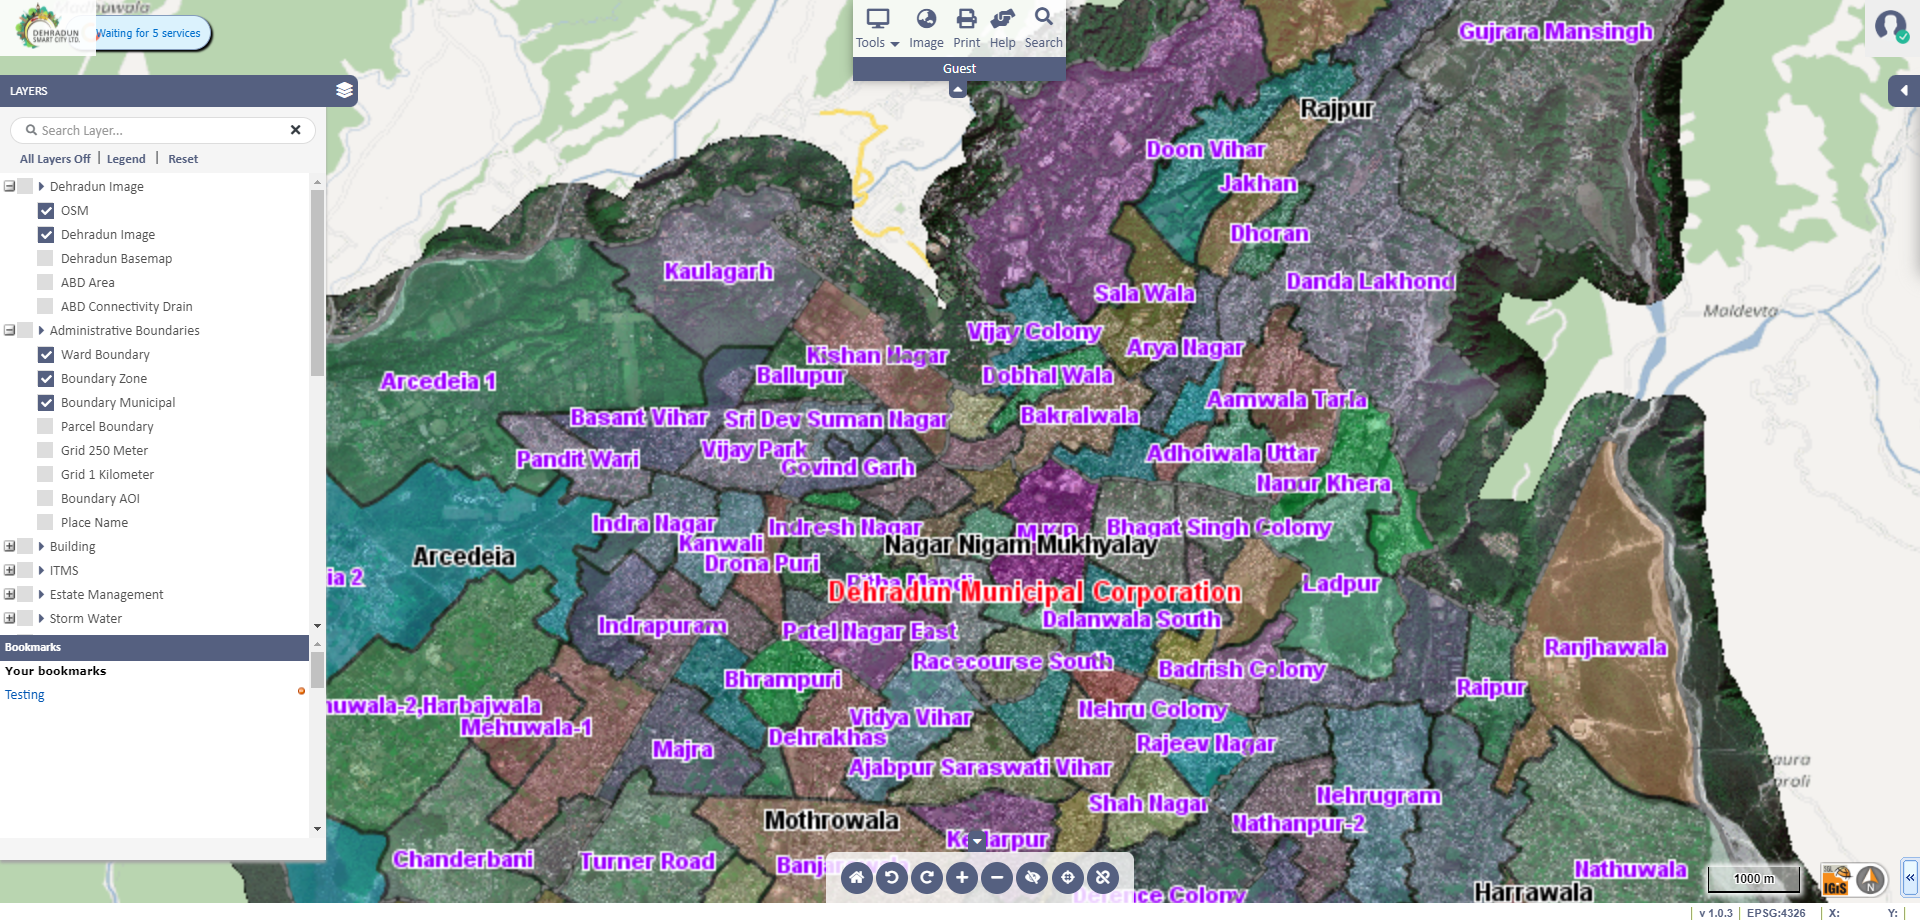 DEHRADUN
SMART CITY LTD.
Waiting for 5 services
Tools
Image
Print
Help
Search
Guest
LAYERS
Search Layer...
All Layers Off
Legend
Reset
Dehradun Image
OSM
Dehradun Image
Dehradun Basemap
ABD Area
ABD Connectivity Drain
Administrative Boundaries
Ward Boundary
Boundary Zone
Boundary Municipal
Parcel Boundary
Grid 250 Meter
Grid 1 Kilometer
Boundary AOI
Place Name
Building
ITMS
Estate Management
Storm Water
Bookmarks
Your bookmarks
Testing
Gujrara Mansingh
Rajpur
Doon Vihar
Jakhan
Dhoran
Kaulagarh
Danda Lakhond
Sala Wala
Maldevta
Vijay Colony
Arya Nagar
Kishan Nagar
Ballupur
Dobhal Wala
Arcedeia 1
Aamwala Tarla
Basant Vihar
Sri Dev Suman Nagar
Bakralwala
Vijay Park
Adhoiwala Uttar
Pandit Wari
Govind Garh
Nanur Khera
Indra Nagar
Indresh Nagar
M.K.P.
Bhagat Singh Colony
Kanwali
Nagar Nigam Mukhyalay
Arcedeia
Drona Puri
ia 2
Ladpur
Dehradun Municipal Corporation
Dalanwala South
Indrapuram
Patel Nagar East
Ranjhawala
Racecourse South
Badrish Colony
Bhrampuri
Raipur
uwala-2,Harbajwala
Nehru Colony
Vidya Vihar
Mehuwala-1
Dehrakhas
Rajeev Nagar
Majra
Ajabpur Saraswati Vihar
Nehrugram
Shah Nagar
Mothrowala
Nathanpur-2
Chanderbani
Turner Road
Nathuwala
Defence Colony
Harrawala
1000 m
IGiS
N
v 1.0.3
EPSG:4326
X:
Y: